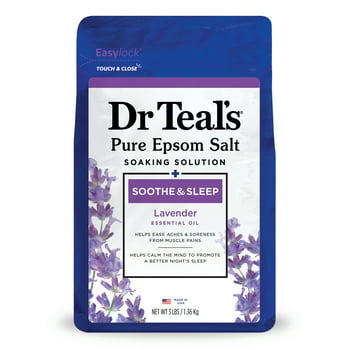 Easylock®
TOUCH & CLOSE
Dr Teal's®
Pure Epsom Salt
SOAKING SOLUTION
SOOTHE & SLEEP
Lavender
ESSENTIAL OIL
HELPS EASE ACHES & SORENESS
FROM MUSCLE PAINS
HELPS CALM THE MIND TO PROMOTE
A BETTER NIGHT'S SLEEP
MADE IN
USA
NET WT 3 LBS / 1.36 Kg